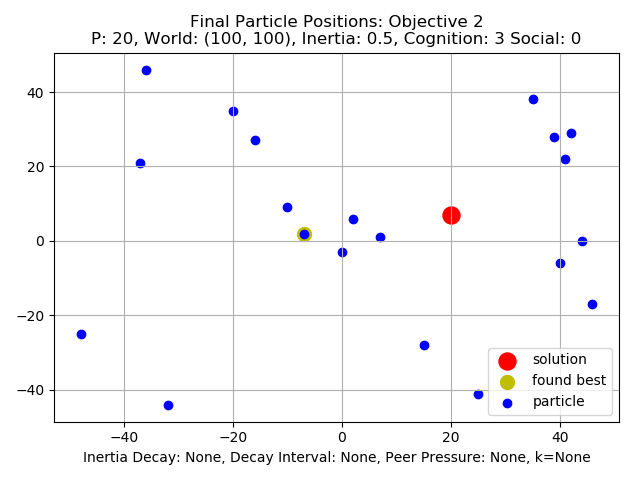 Final Particle Positions: Objective 2
P: 20, World: (100, 100), Inertia: 0.5, Cognition: 3 Social: 0
40
20
0
−20
−40
solution
found best
particle
−40
−20
0
20
40
Inertia Decay: None, Decay Interval: None, Peer Pressure: None, k=None